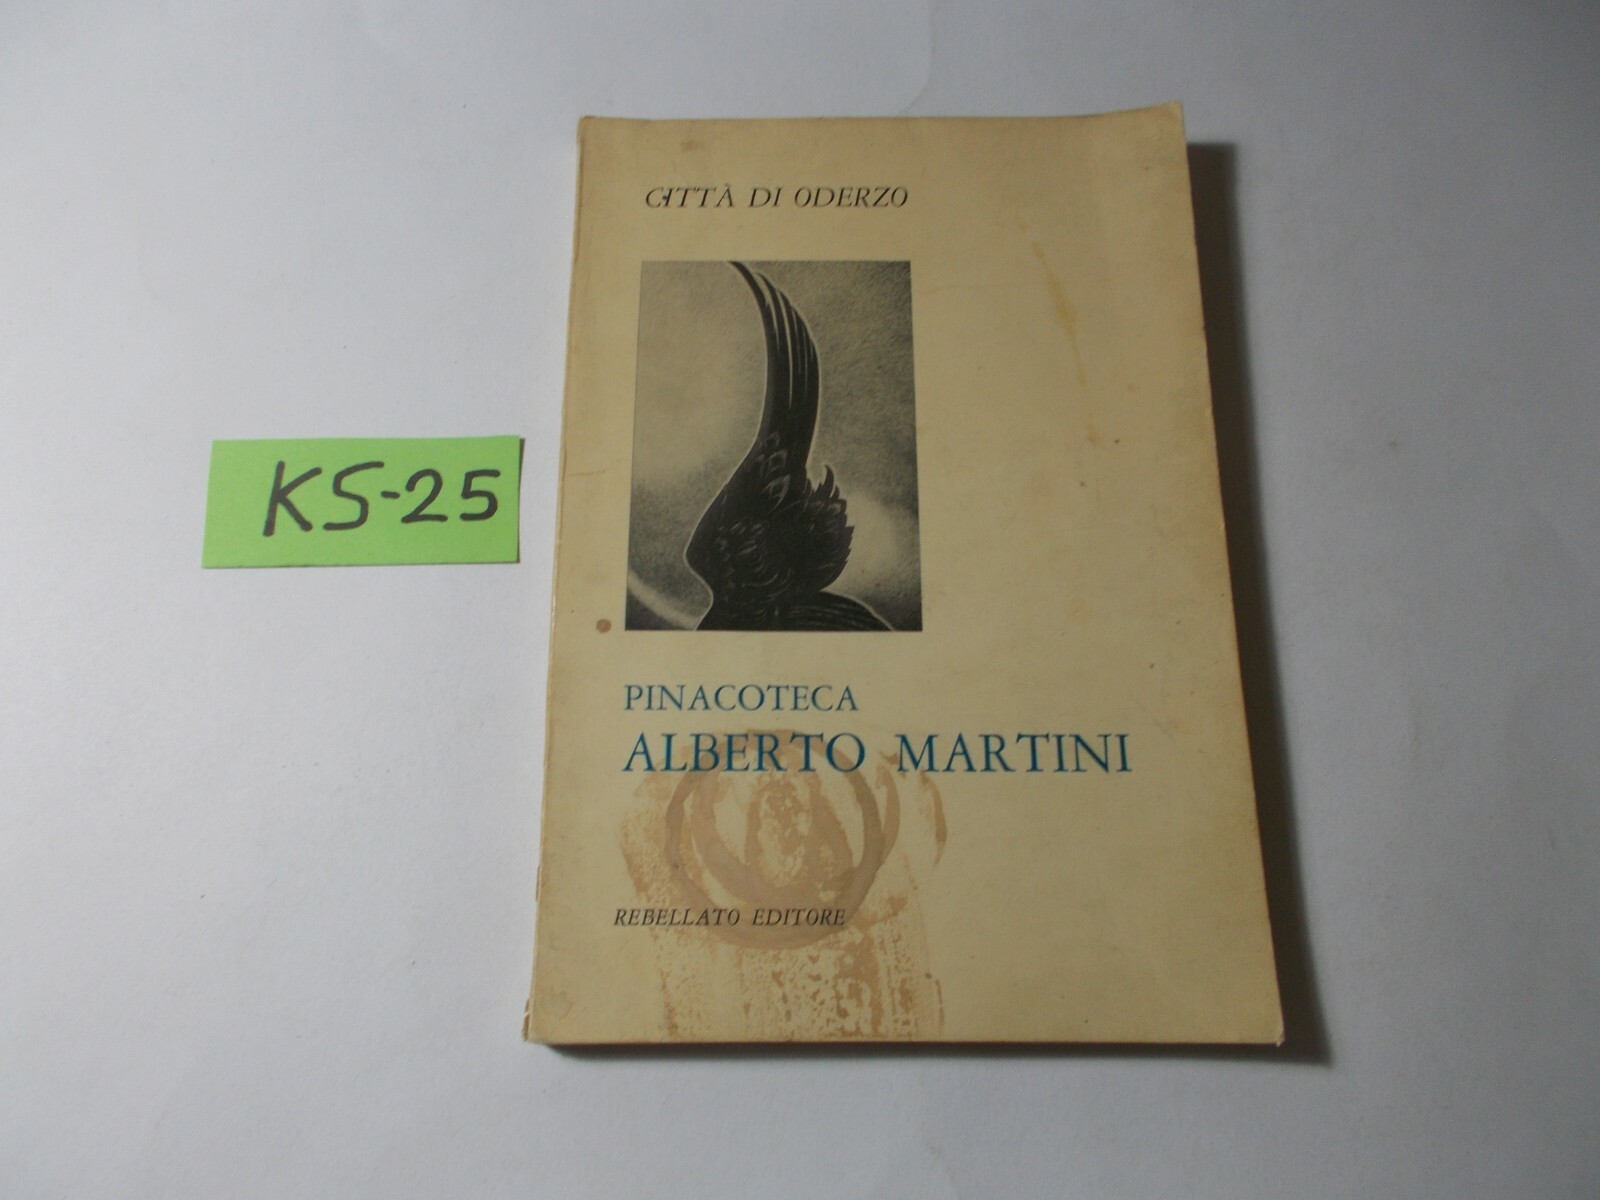 CITTÀ DI ODERZO
KS-25
PINACOTECA
ALBERTO MARTINI
REBELLATO EDITORE